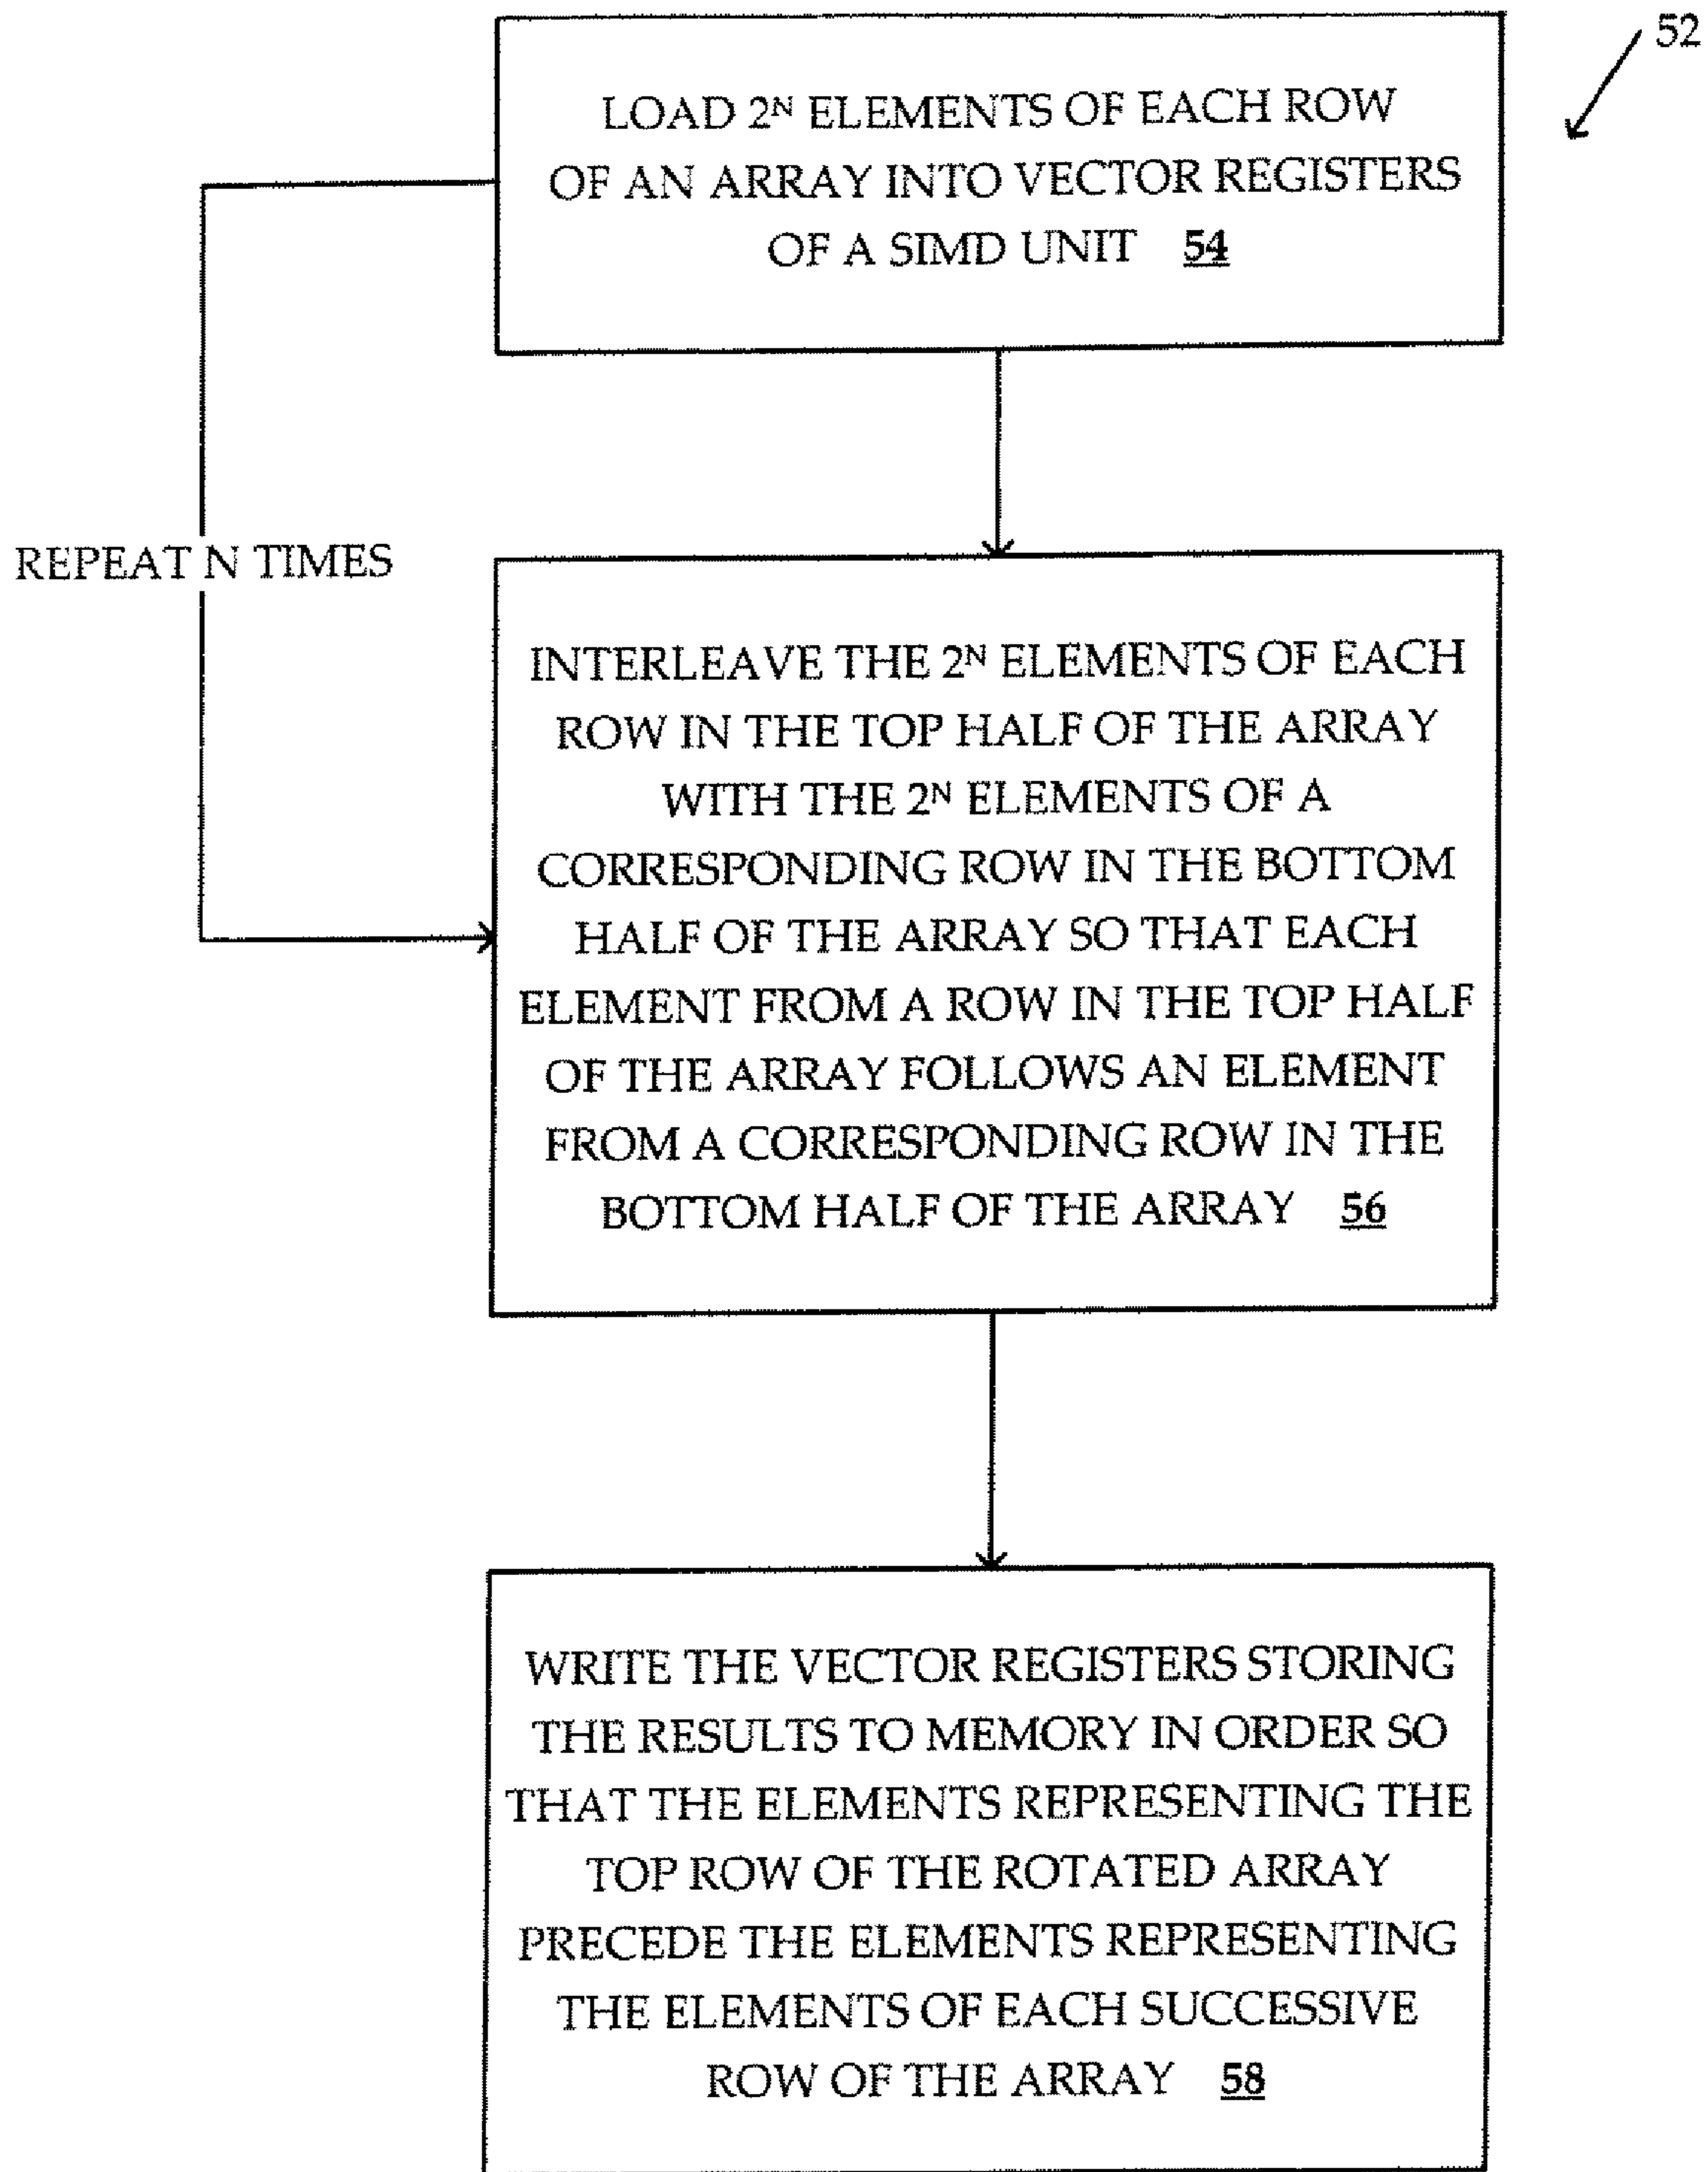 52
LOAD 2ᴺ ELEMENTS OF EACH ROW
OF AN ARRAY INTO VECTOR REGISTERS
OF A SIMD UNIT 54
REPEAT N TIMES
INTERLEAVE THE 2ᴺ ELEMENTS OF EACH
ROW IN THE TOP HALF OF THE ARRAY
WITH THE 2ᴺ ELEMENTS OF A
CORRESPONDING ROW IN THE BOTTOM
HALF OF THE ARRAY SO THAT EACH
ELEMENT FROM A ROW IN THE TOP HALF
OF THE ARRAY FOLLOWS AN ELEMENT
FROM A CORRESPONDING ROW IN THE
BOTTOM HALF OF THE ARRAY 56
WRITE THE VECTOR REGISTERS STORING
THE RESULTS TO MEMORY IN ORDER SO
THAT THE ELEMENTS REPRESENTING THE
TOP ROW OF THE ROTATED ARRAY
PRECEDE THE ELEMENTS REPRESENTING
THE ELEMENTS OF EACH SUCCESSIVE
ROW OF THE ARRAY 58